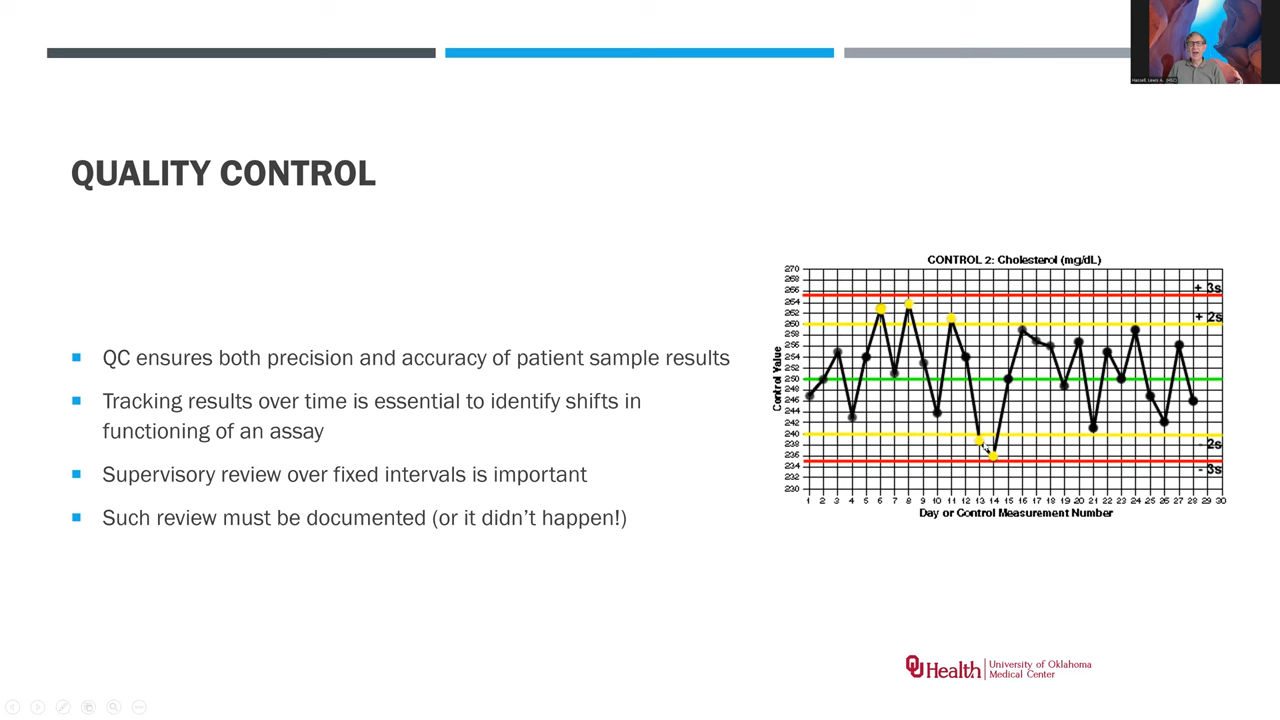 Hassell, Lewis A. (HSC)
QUALITY CONTROL
QC ensures both precision and accuracy of patient sample results
Tracking results over time is essential to identify shifts in
functioning of an assay
Supervisory review over fixed intervals is important
Such review must be documented (or it didn't happen!)
CONTROL 2: Cholesterol (mg/dL)
Control Value
270
268
266
264
262
260
258
256
254
252
250
248
246
244
242
240
238
236
234
232
230
+ 3s
+ 2s
- 2s
- 3s
1 2 3 4 5 6 7 8 9 10 11 12 13 14 15 16 17 18 19 20 21 22 23 24 25 26 27 28 29 30
Day or Control Measurement Number
OU Health
University of Oklahoma
Medical Center